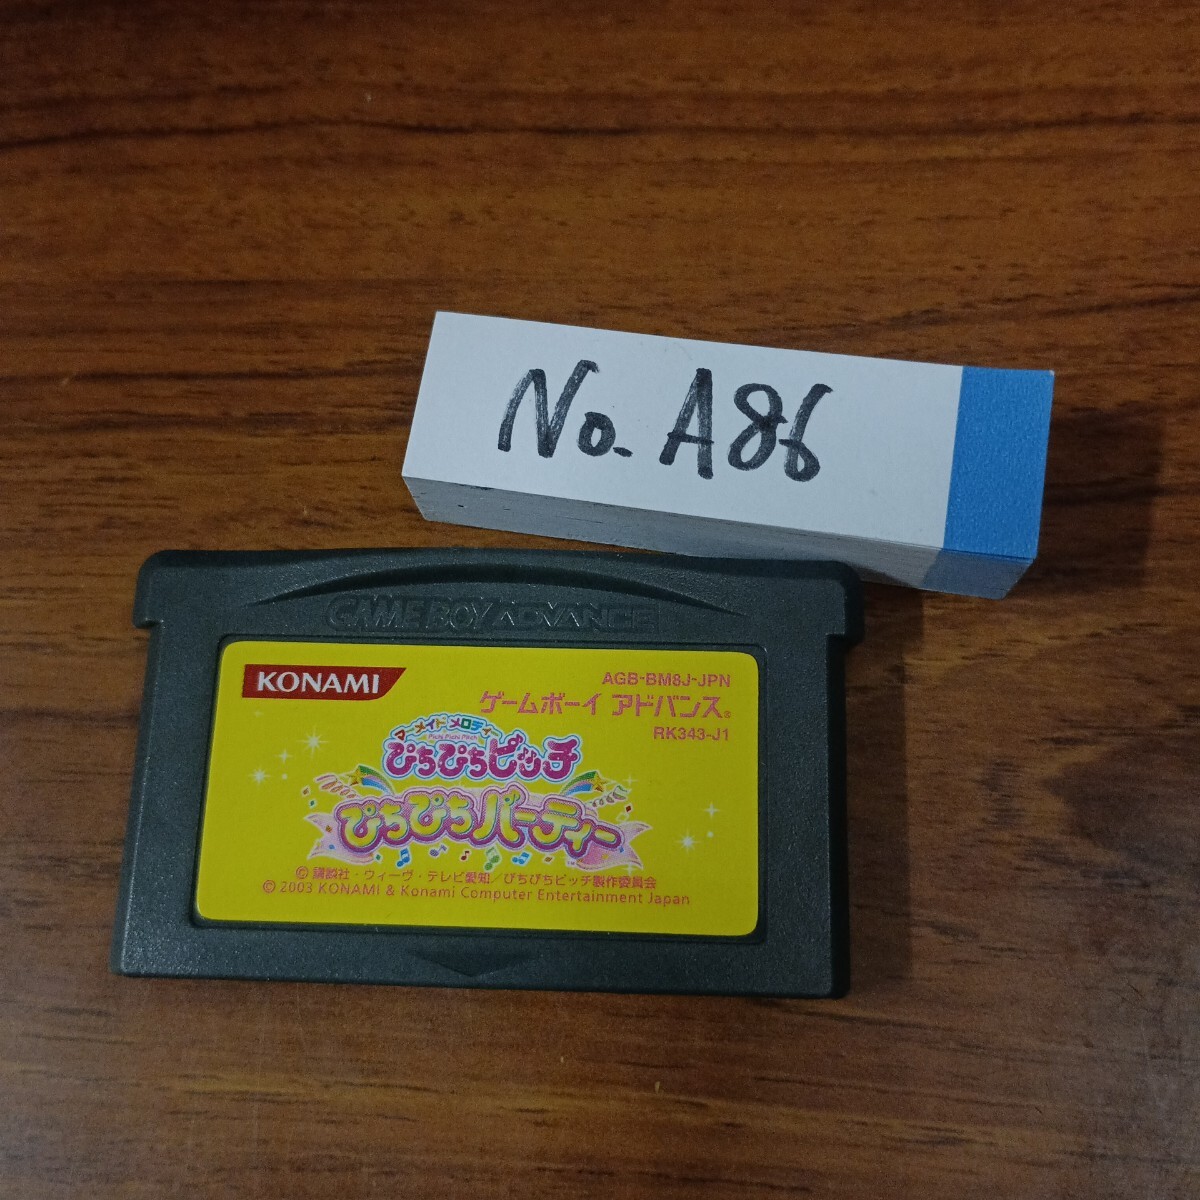 No. A86
GAME BOY ADVANCE
KONAMI
AGB-BM8J-JPN
ゲームボーイ アドバンス®
RK343-J1
マーメイド メロディー
Pichi Pichi Pitch
ぴちぴちピッチ
ぴちぴちパーティー
© 講談社・ウィーヴ・テレビ愛知／ぴちぴちピッチ製作委員会
© 2003 KONAMI & Konami Computer Entertainment Japan